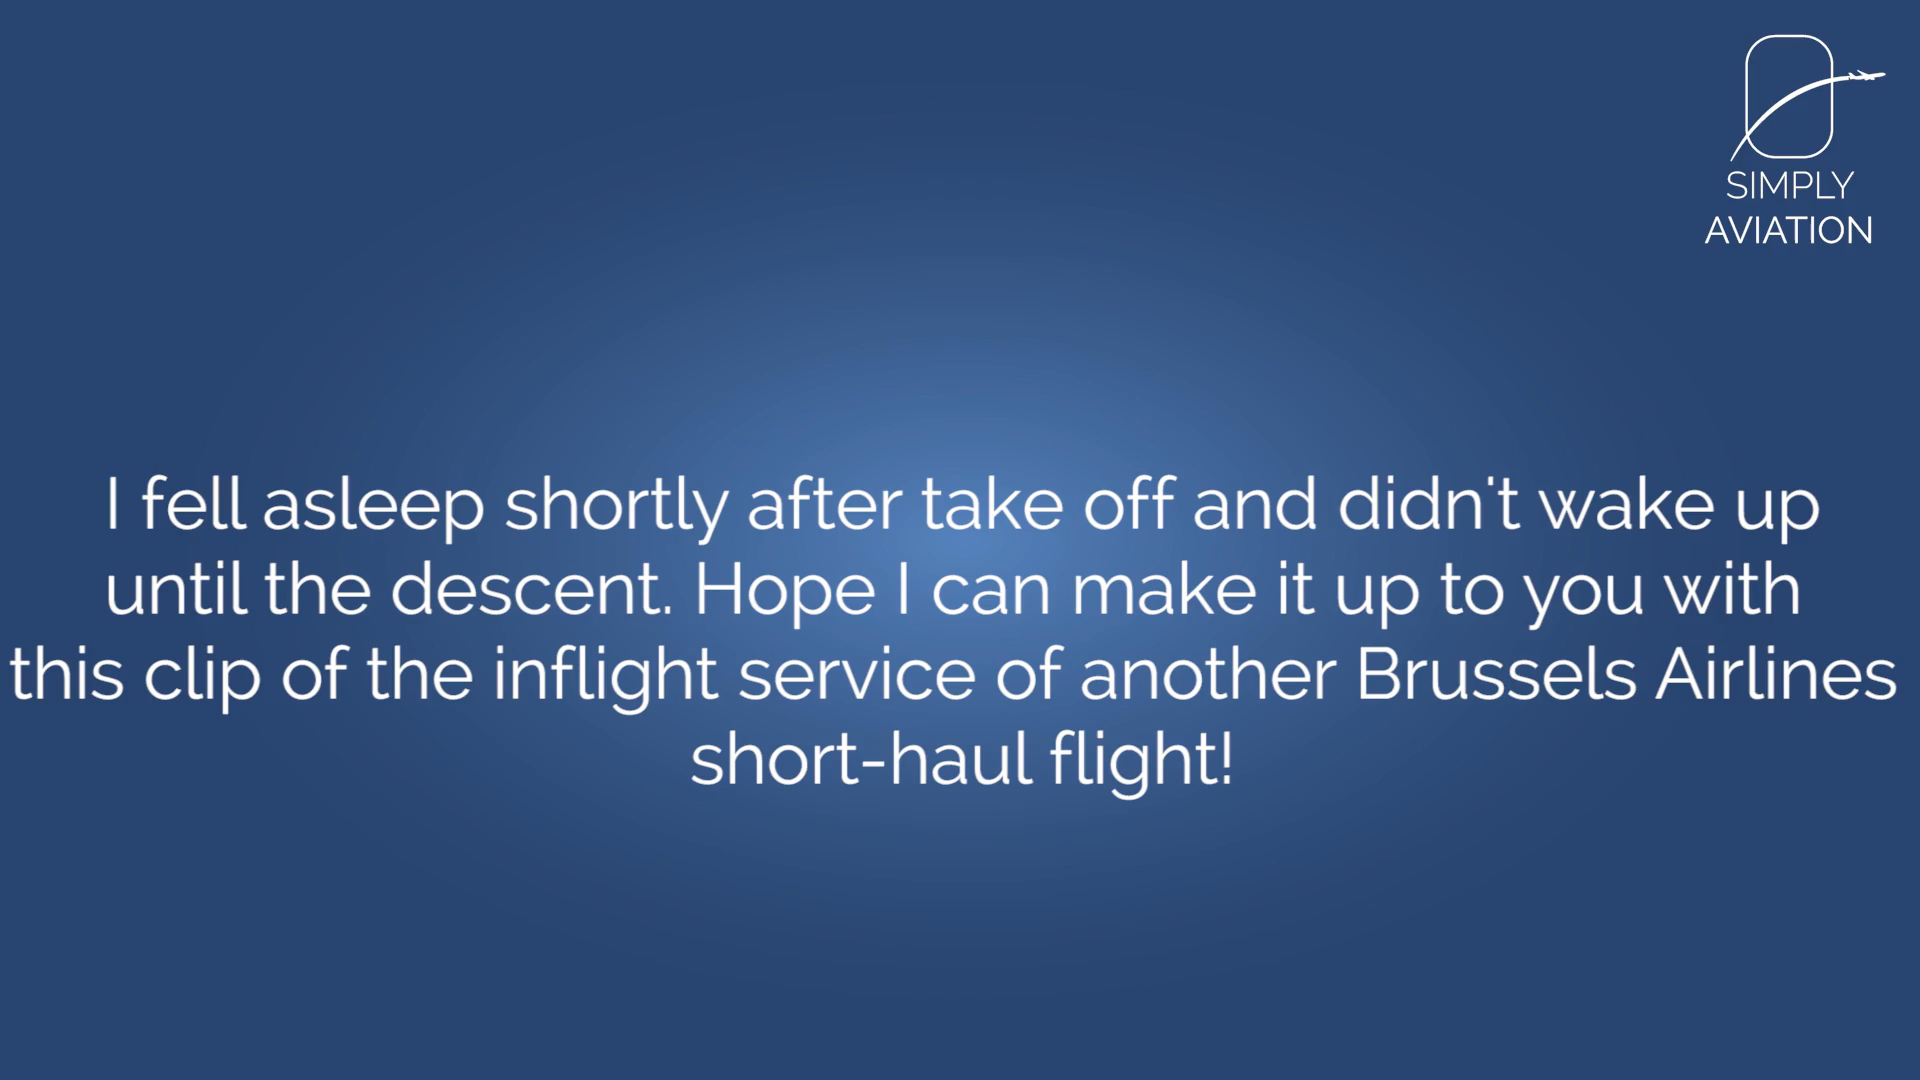 SIMPLY
AVIATION
I fell asleep shortly after take off and didn't wake up
until the descent. Hope I can make it up to you with
this clip of the inflight service of another Brussels Airlines
short-haul flight!